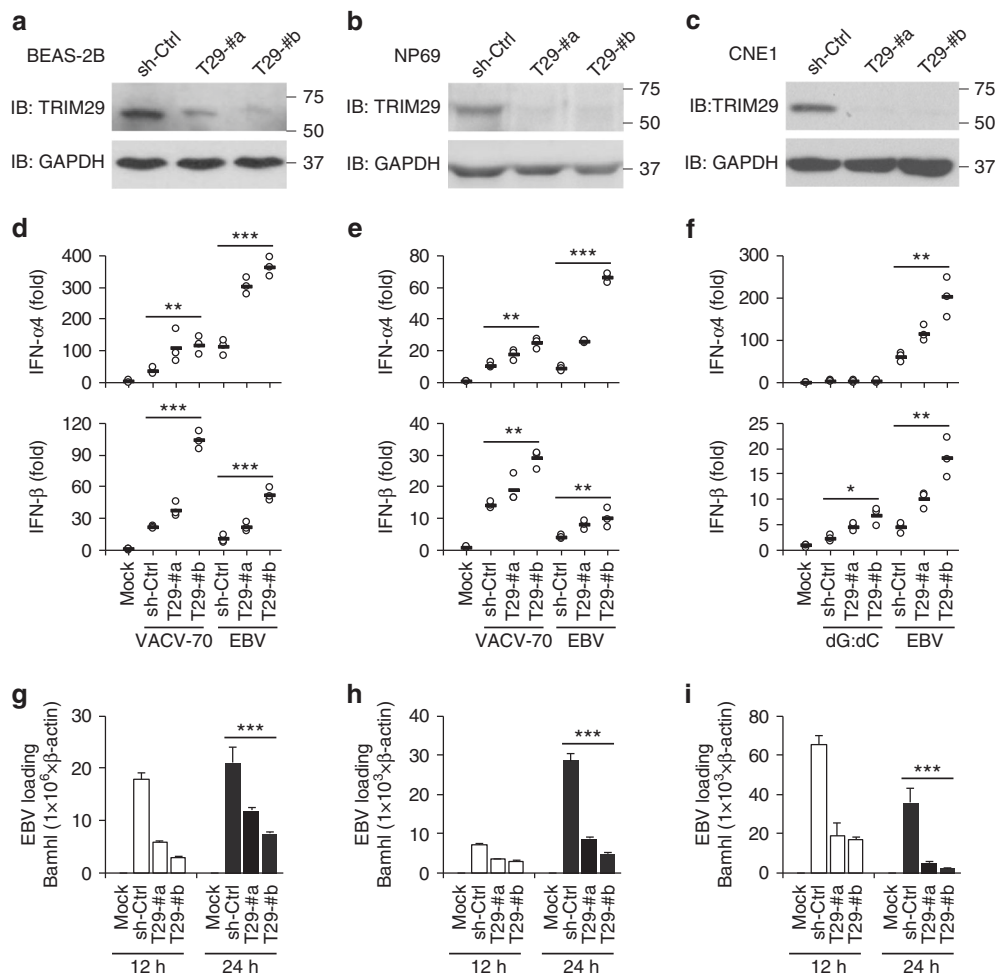 a
BEAS-2B
sh-Ctrl
T29-#a
T29-#b
IB: TRIM29
75
50
IB: GAPDH
37
b
NP69
sh-Ctrl
T29-#a
T29-#b
IB: TRIM29
75
50
IB: GAPDH
37
c
CNE1
sh-Ctrl
T29-#a
T29-#b
IB:TRIM29
75
50
IB: GAPDH
37
d
IFN-α4 (fold)
400
300
200
100
0
**
***
IFN-β (fold)
120
90
60
30
0
***
***
Mock
sh-Ctrl
T29-#a
T29-#b
sh-Ctrl
T29-#a
T29-#b
VACV-70
EBV
e
IFN-α4 (fold)
80
60
40
20
0
**
***
IFN-β (fold)
40
30
20
10
0
**
**
Mock
sh-Ctrl
T29-#a
T29-#b
sh-Ctrl
T29-#a
T29-#b
VACV-70
EBV
f
IFN-α4 (fold)
300
200
100
0
**
IFN-β (fold)
25
20
15
10
5
0
*
**
Mock
sh-Ctrl
T29-#a
T29-#b
sh-Ctrl
T29-#a
T29-#b
dG:dC
EBV
g
EBV loading
BamhI (1×10⁶×β-actin)
30
20
10
0
***
Mock
sh-Ctrl
T29-#a
T29-#b
Mock
sh-Ctrl
T29-#a
T29-#b
12 h
24 h
h
EBV loading
BamhI (1×10³×β-actin)
40
30
20
10
0
***
Mock
sh-Ctrl
T29-#a
T29-#b
Mock
sh-Ctrl
T29-#a
T29-#b
12 h
24 h
i
EBV loading
BamhI (1×10³×β-actin)
80
60
40
20
0
***
Mock
sh-Ctrl
T29-#a
T29-#b
Mock
sh-Ctrl
T29-#a
T29-#b
12 h
24 h